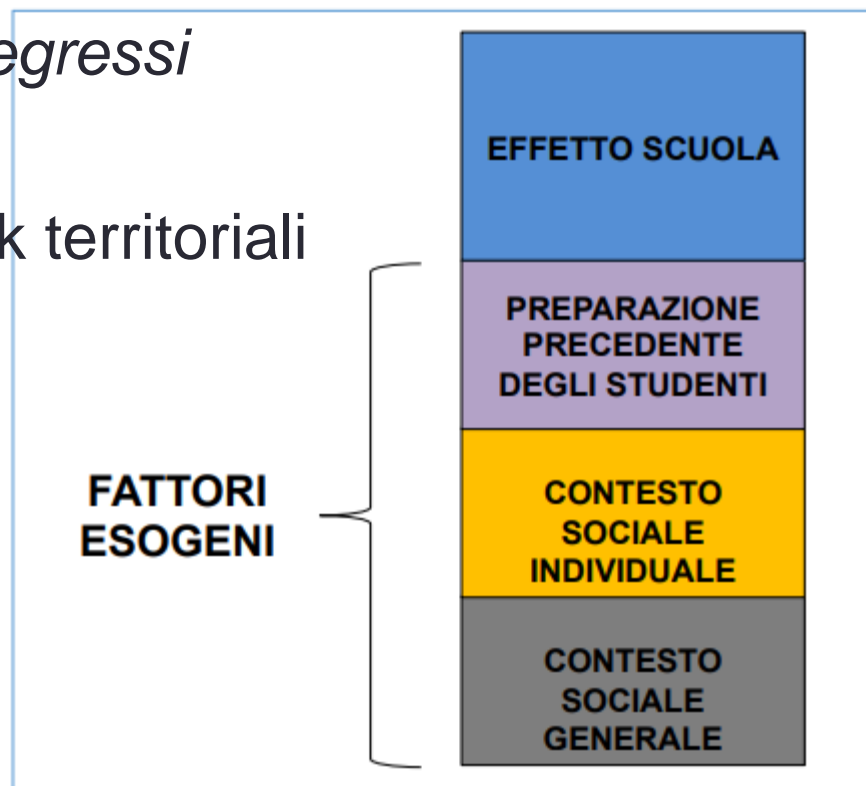 egressi
k territoriali
EFFETTO SCUOLA
PREPARAZIONE
PRECEDENTE
DEGLI STUDENTI
FATTORI
ESOGENI
CONTESTO
SOCIALE
INDIVIDUALE
CONTESTO
SOCIALE
GENERALE